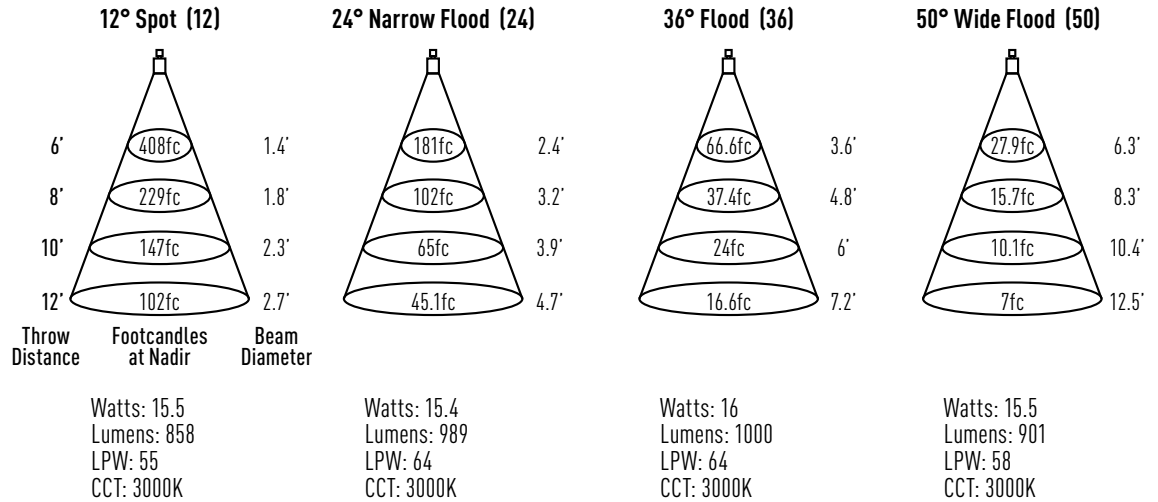 12° Spot (12)
24° Narrow Flood (24)
36° Flood (36)
50° Wide Flood (50)
6' 408fc 1.4' 181fc 2.4' 66.6fc 3.6' 27.9fc 6.3'
8' 229fc 1.8' 102fc 3.2' 37.4fc 4.8' 15.7fc 8.3'
10' 147fc 2.3' 65fc 3.9' 24fc 6' 10.1fc 10.4'
12' 102fc 2.7' 45.1fc 4.7' 16.6fc 7.2' 7fc 12.5'
Throw
Distance
Footcandles
at Nadir
Beam
Diameter
Watts: 15.5
Lumens: 858
LPW: 55
CCT: 3000K
Watts: 15.4
Lumens: 989
LPW: 64
CCT: 3000K
Watts: 16
Lumens: 1000
LPW: 64
CCT: 3000K
Watts: 15.5
Lumens: 901
LPW: 58
CCT: 3000K